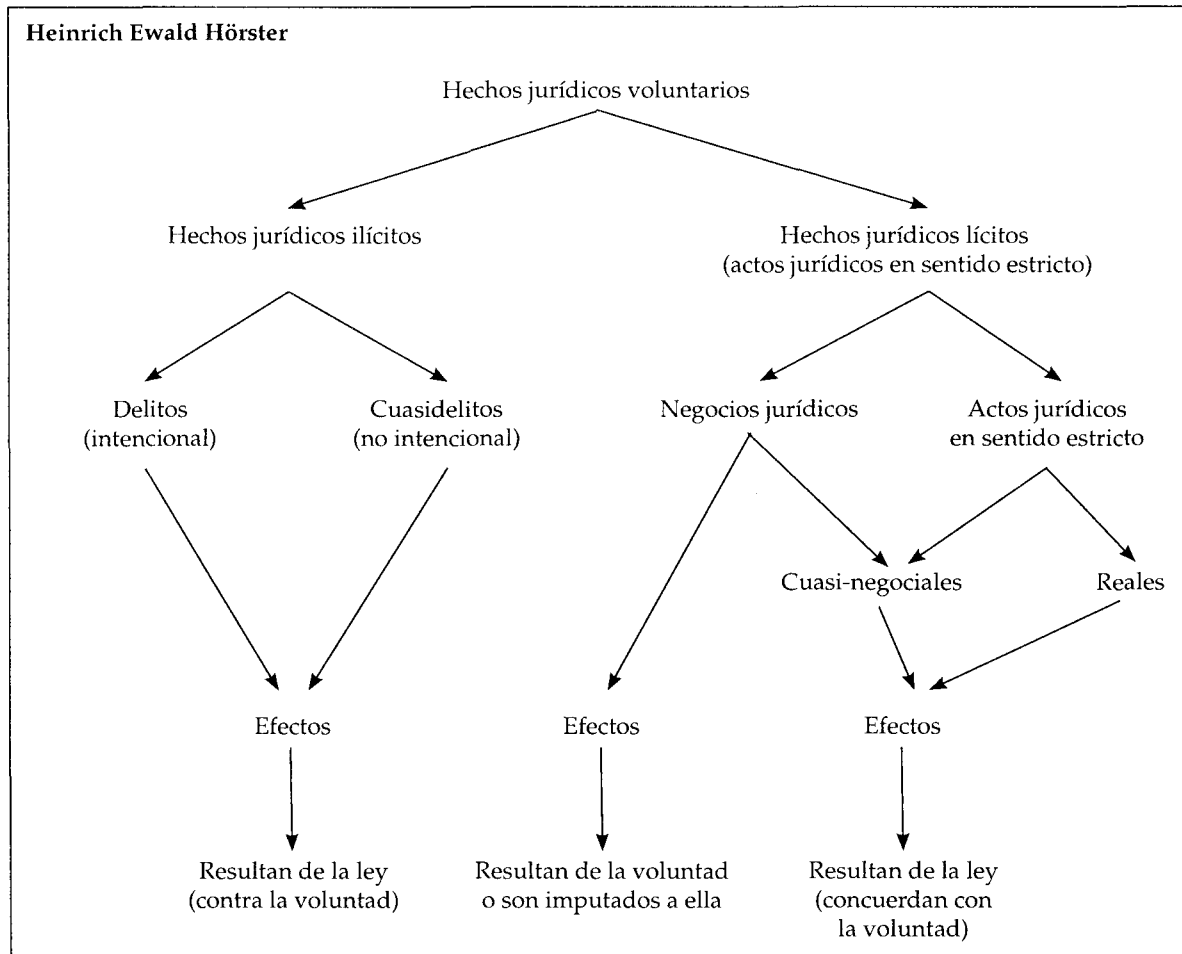 Heinrich Ewald Hörster
Hechos jurídicos voluntarios
Hechos jurídicos ilícitos
Hechos jurídicos lícitos
(actos jurídicos en sentido estricto)
Delitos
(intencional)
Cuasidelitos
(no intencional)
Negocios jurídicos
Actos jurídicos
en sentido estricto
Cuasi-negociales
Reales
Efectos
Efectos
Efectos
Resultan de la ley
(contra la voluntad)
Resultan de la voluntad
o son imputados a ella
Resultan de la ley
(concuerdan con
la voluntad)